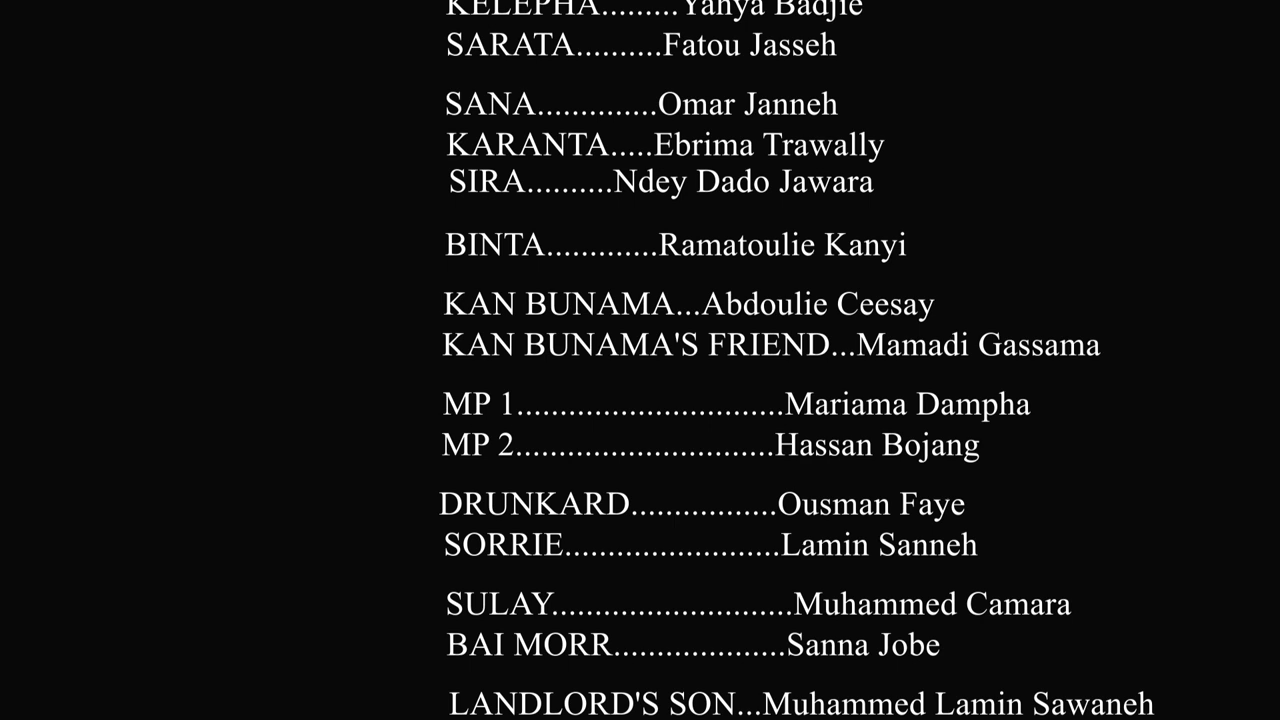 KELEPHA.........Yahya Badjie
SARATA..........Fatou Jasseh
SANA..............Omar Janneh
KARANTA.....Ebrima Trawally
SIRA..........Ndey Dado Jawara
BINTA.............Ramatoulie Kanyi
KAN BUNAMA...Abdoulie Ceesay
KAN BUNAMA'S FRIEND...Mamadi Gassama
MP 1...............................Mariama Dampha
MP 2..............................Hassan Bojang
DRUNKARD.................Ousman Faye
SORRIE.........................Lamin Sanneh
SULAY............................Muhammed Camara
BAI MORR....................Sanna Jobe
LANDLORD'S SON...Muhammed Lamin Sawaneh